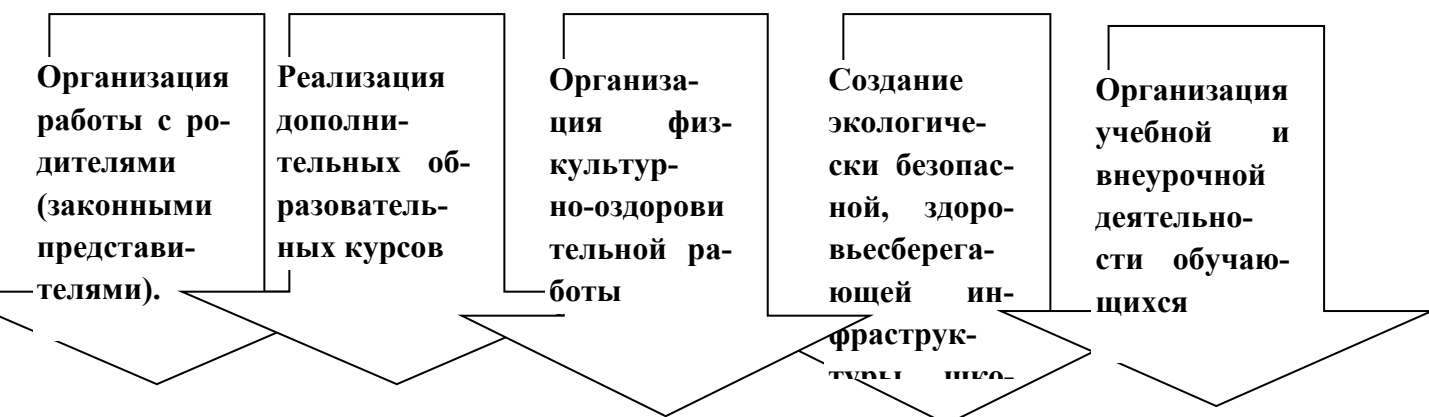 Организация
работы с ро-
дителями
(законными
представи-
телями).
Реализация
дополни-
тельных об-
разователь-
ных курсов
Организа-
ция физ-
культур-
но-оздорови
тельной ра-
боты
Создание
экологиче-
ски безопас-
ной, здоро-
вьесберега-
ющей ин-
фраструк-
туры шко-
Организация
учебной и
внеурочной
деятельно-
сти обучаю-
щихся